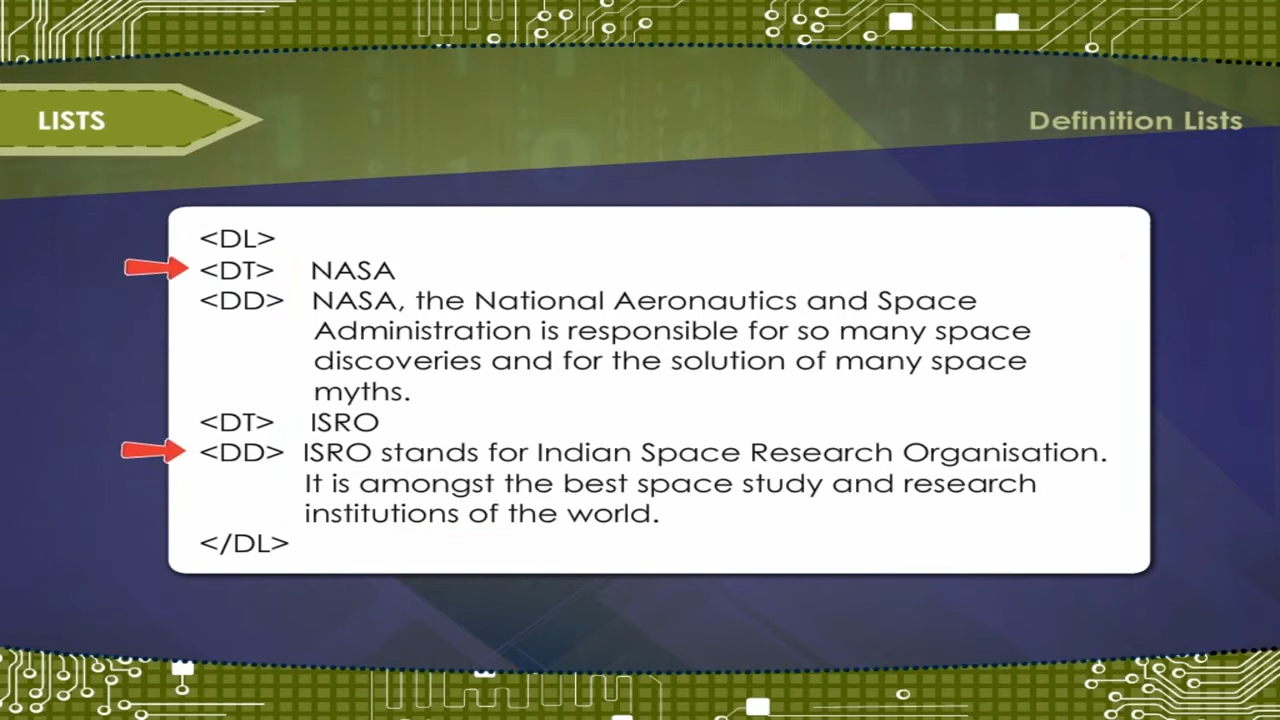 LISTS
Definition Lists
<DL>
<DT> NASA
<DD> NASA, the National Aeronautics and Space
Administration is responsible for so many space
discoveries and for the solution of many space
myths.
<DT> ISRO
<DD> ISRO stands for Indian Space Research Organisation.
It is amongst the best space study and research
institutions of the world.
</DL>